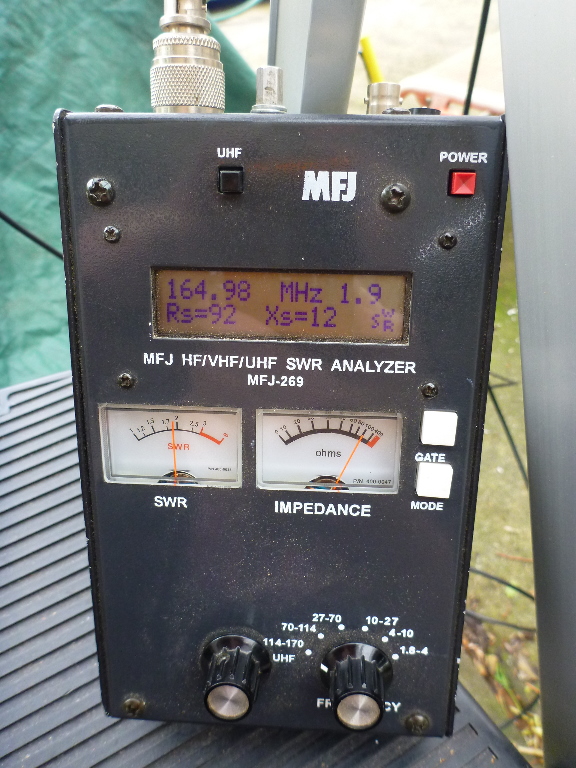 UHF
POWER
MFJ
164.98 MHz 1.9
Rs=92 Xs=12 SWR
MFJ HF/VHF/UHF SWR ANALYZER
MFJ-269
SWR
ohms
GATE
SWR
IMPEDANCE
MODE
27-70
10-27
70-114
4-10
114-170
1.8-4
UHF